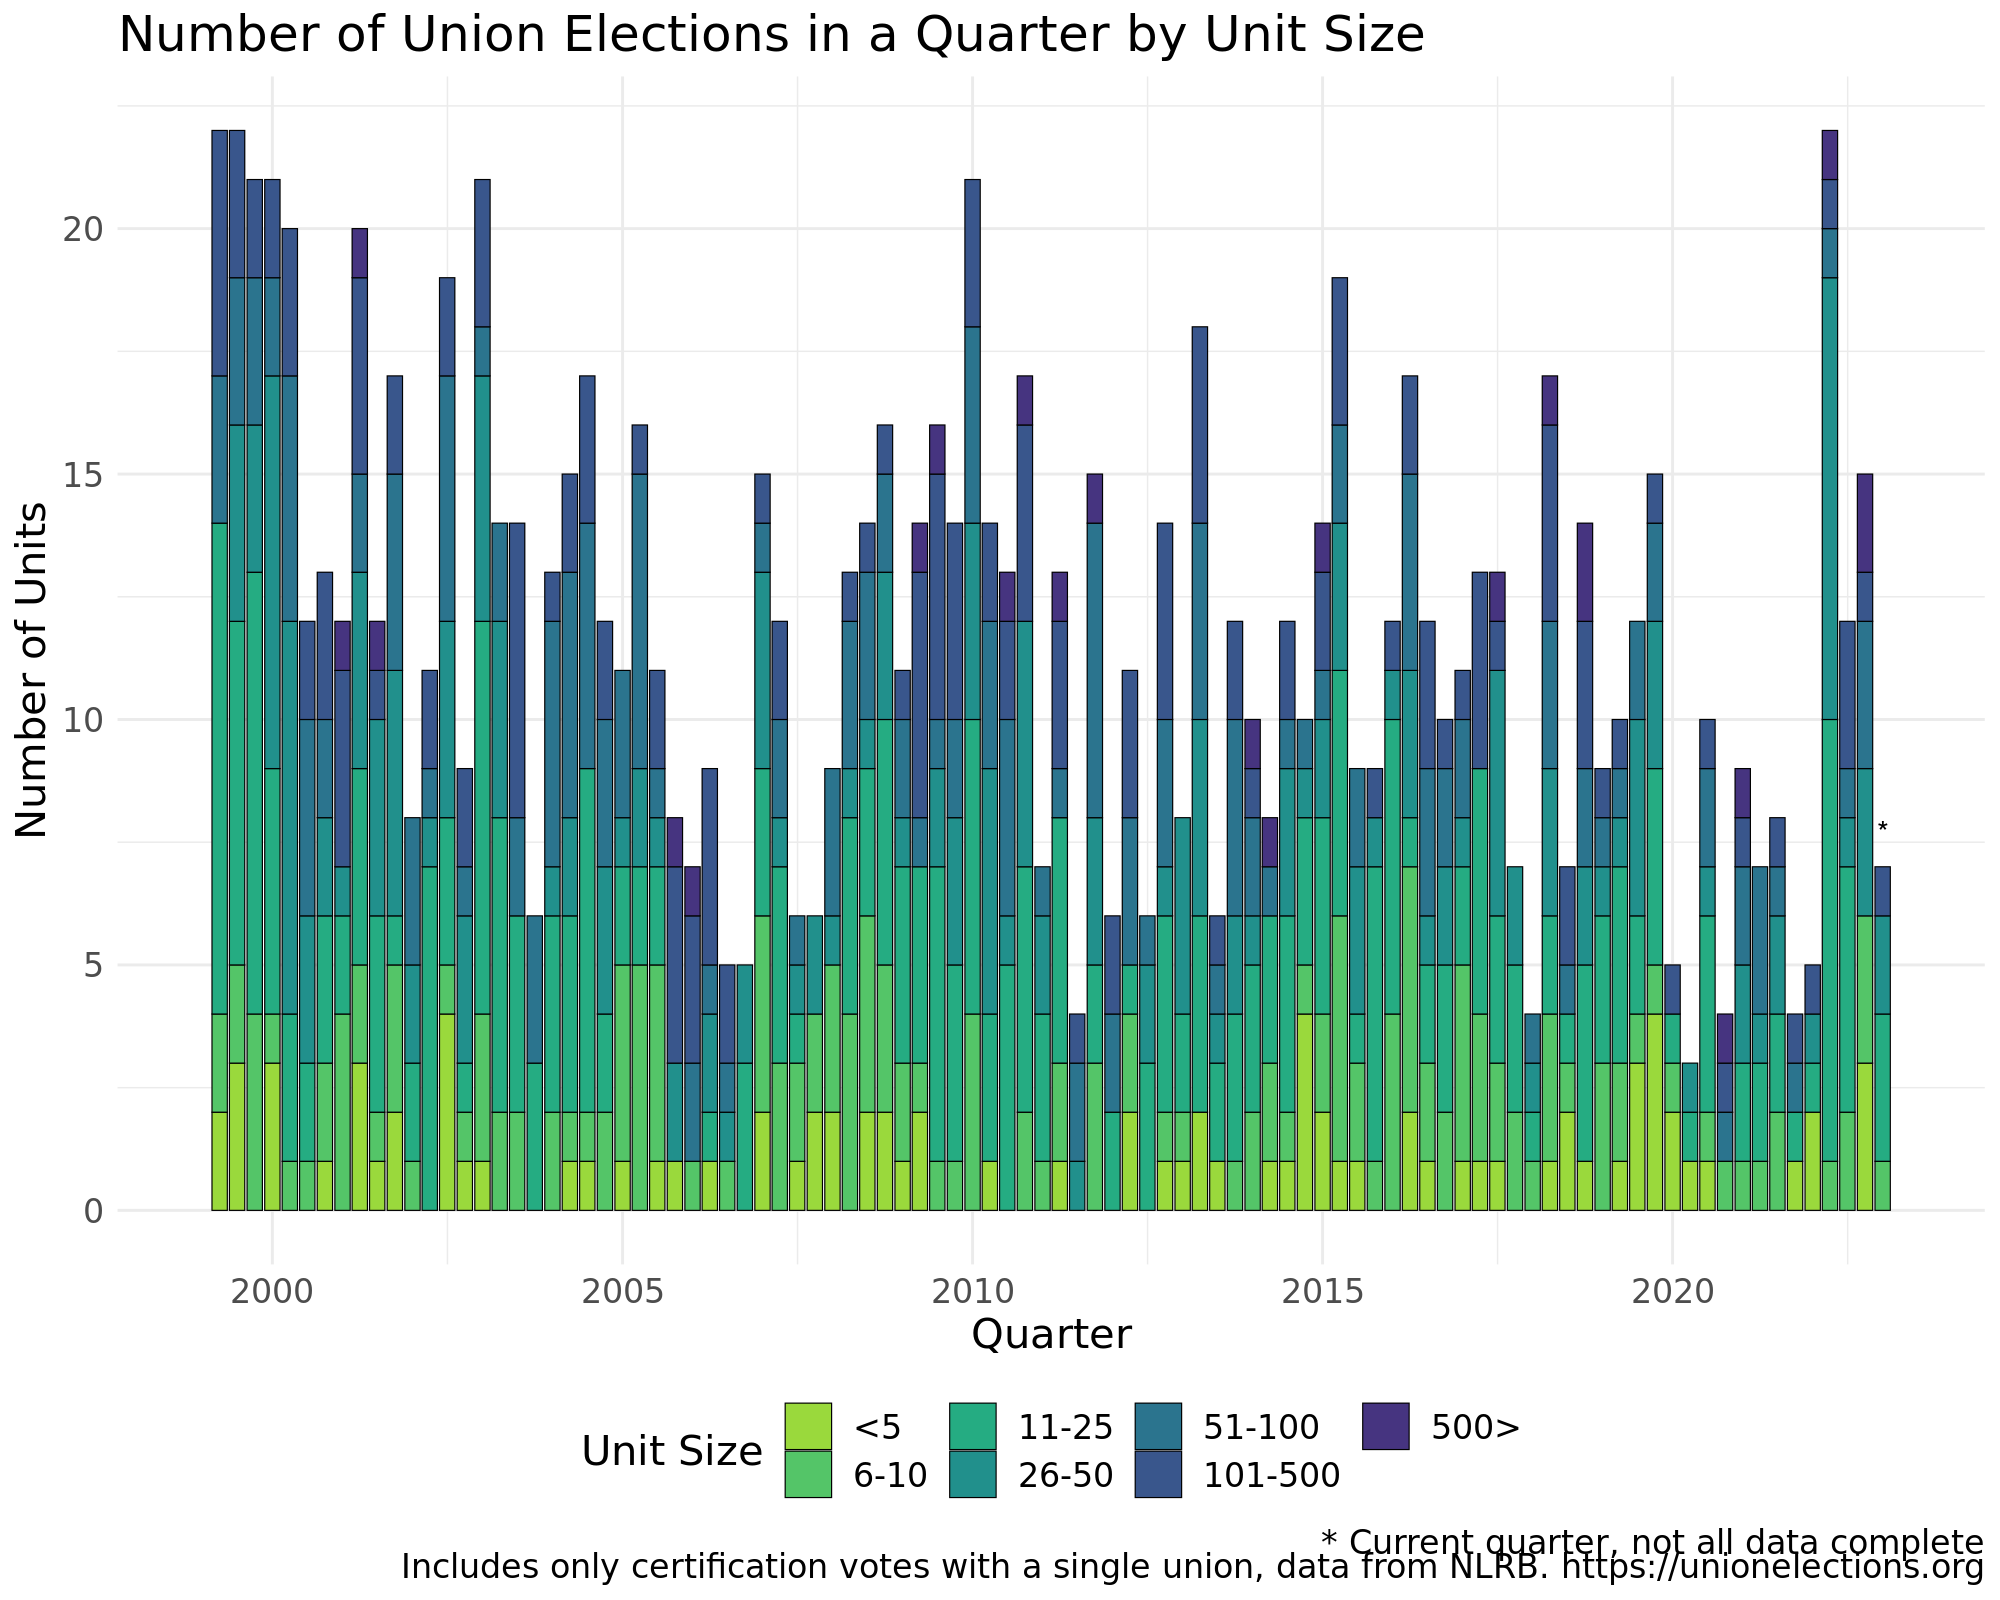 Number of Union Elections in a Quarter by Unit Size
Number of Units
20
15
10
5
0
*
2000 2005 2010 2015 2020
Quarter
Unit Size
<5 11-25 51-100 500>
6-10 26-50 101-500
* Current quarter, not all data complete
Includes only certification votes with a single union, data from NLRB. https://unionelections.org